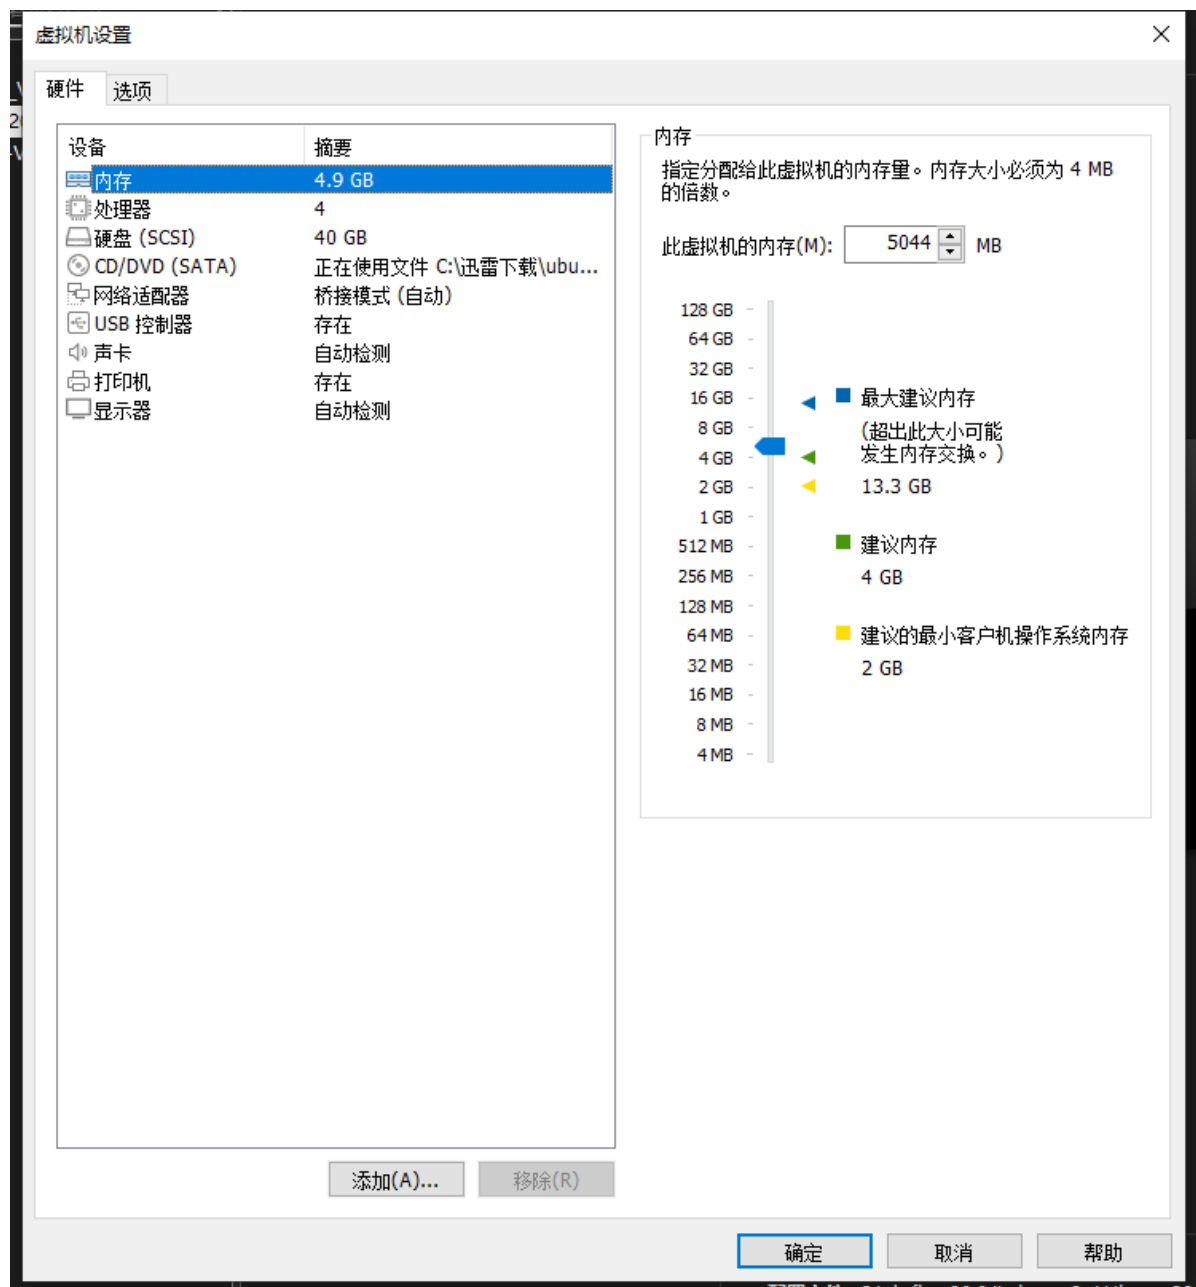 虚拟机设置
硬件
选项
设备 摘要
内存 4.9 GB
处理器 4
硬盘 (SCSI) 40 GB
CD/DVD (SATA) 正在使用文件 C:\迅雷下载\ubu...
网络适配器 桥接模式 (自动)
USB 控制器 存在
声卡 自动检测
打印机 存在
显示器 自动检测
添加(A)...
移除(R)
内存
指定分配给此虚拟机的内存量。内存大小必须为 4 MB
的倍数。
此虚拟机的内存(M): 5044 MB
128 GB
64 GB
32 GB
16 GB
8 GB
4 GB
2 GB
1 GB
512 MB
256 MB
128 MB
64 MB
32 MB
16 MB
8 MB
4 MB
最大建议内存
(超出此大小可能
发生内存交换。)
13.3 GB
建议内存
4 GB
建议的最小客户机操作系统内存
2 GB
确定
取消
帮助